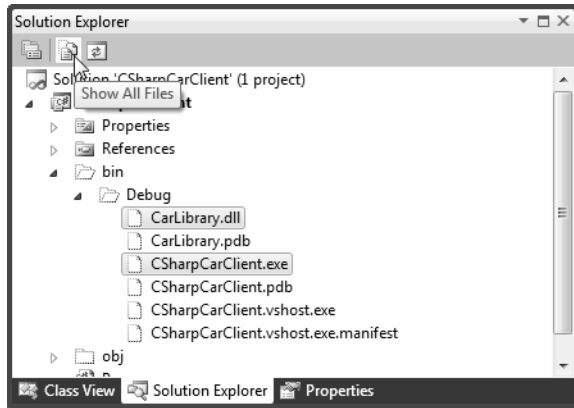 Solution Explorer
Solution 'CSharpCarClient' (1 project)
Show All Files
Properties
References
bin
Debug
CarLibrary.dll
CarLibrary.pdb
CSharpCarClient.exe
CSharpCarClient.pdb
CSharpCarClient.vshost.exe
CSharpCarClient.vshost.exe.manifest
obj
Class View Solution Explorer Properties